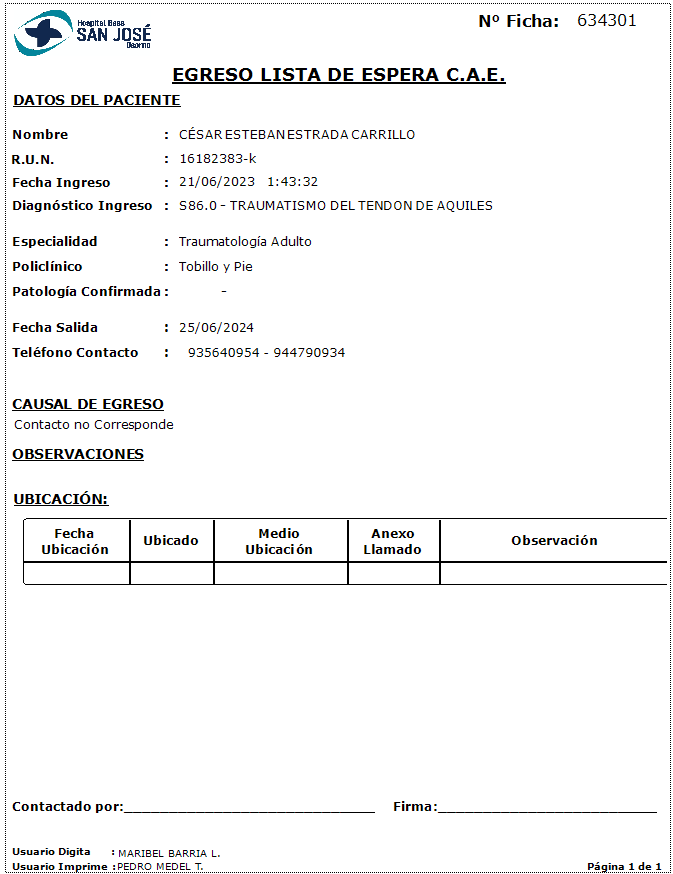 Hospital Base
SAN JOSÉ
Osorno
Nº Ficha: 634301
EGRESO LISTA DE ESPERA C.A.E.
DATOS DEL PACIENTE
Nombre : CÉSAR ESTEBAN ESTRADA CARRILLO
R.U.N. : 16182383-k
Fecha Ingreso : 21/06/2023 1:43:32
Diagnóstico Ingreso : S86.0 - TRAUMATISMO DEL TENDON DE AQUILES
Especialidad : Traumatología Adulto
Policlínico : Tobillo y Pie
Patología Confirmada : -
Fecha Salida : 25/06/2024
Teléfono Contacto : 935640954 - 944790934
CAUSAL DE EGRESO
Contacto no Corresponde
OBSERVACIONES
UBICACIÓN:
Fecha Ubicación Ubicado Medio Ubicación Anexo Llamado Observación
Contactado por:____________________________ Firma:________________________
Usuario Digita : MARIBEL BARRIA L.
Usuario Imprime : PEDRO MEDEL T. Página 1 de 1